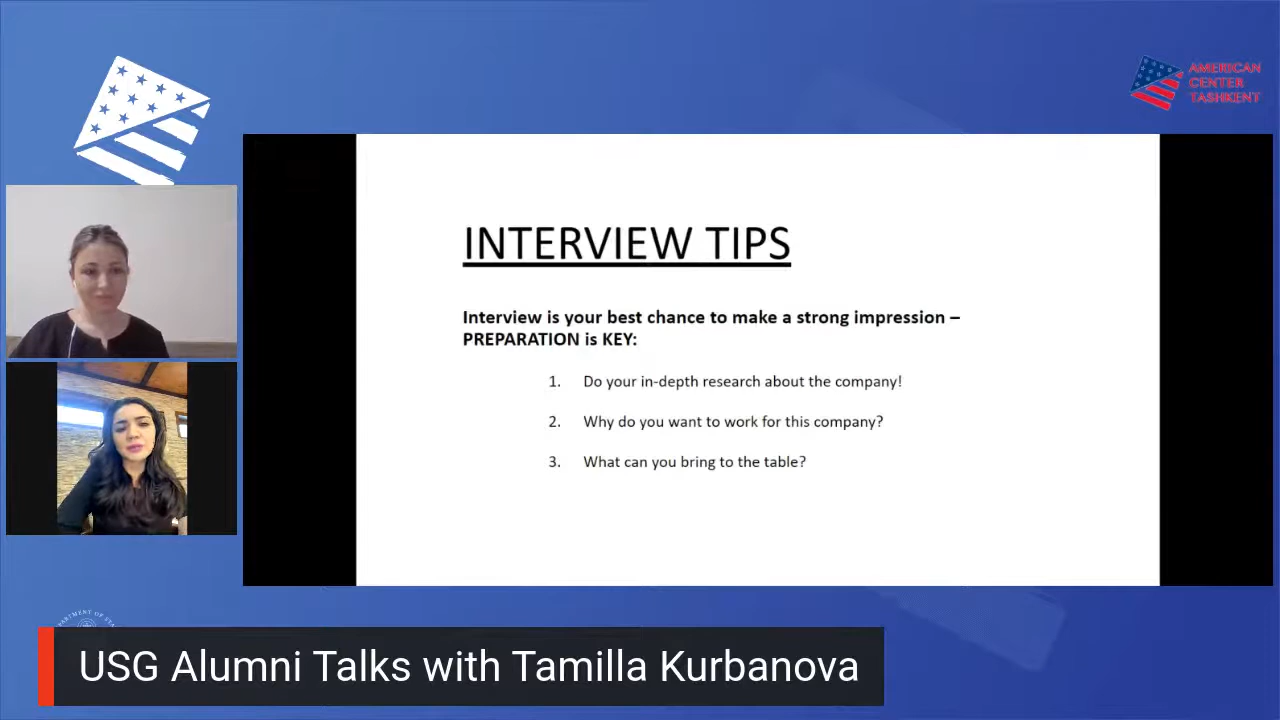 AMERICAN
CENTER
TASHKENT
INTERVIEW TIPS
Interview is your best chance to make a strong impression –
PREPARATION is KEY:
1. Do your in-depth research about the company!
2. Why do you want to work for this company?
3. What can you bring to the table?
USG Alumni Talks with Tamilla Kurbanova